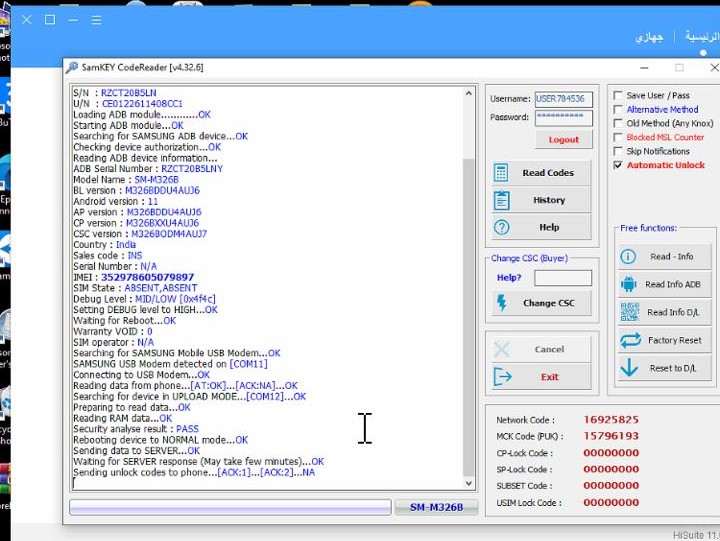 جهازي | الرئيسية
SamKEY CodeReader [v4.32.6]
S/N : RZCT20B5LN
U/N : CE0122611408CC1
Loading ADB module............OK
Starting ADB module...OK
Searching for SAMSUNG ADB device...OK
Checking device authorization...OK
Reading ADB device information...
ADB Serial Number : RZCT20B5LNY
Model Name : SM-M326B
BL version : M326BDDU4AUJ6
Android version : 11
AP version : M326BDDU4AUJ6
CP version : M326BXXU4AUJ6
CSC version : M326BODM4AUJ7
Country : India
Sales code : INS
Serial Number : N/A
IMEI : 352978605079897
SIM State : ABSENT,ABSENT
Debug Level : MID/LOW [0x4f4c]
Setting DEBUG level to HIGH...OK
Waiting for Reboot...OK
Warranty VOID : 0
SIM operator : N/A
Searching for SAMSUNG Mobile USB Modem...OK
SAMSUNG USB Modem detected on [COM11]
Connecting to USB Modem...OK
Reading data from phone...[AT:OK]...[ACK:NA]...OK
Searching for device in UPLOAD MODE...[COM12]...OK
Preparing to read data...OK
Reading RAM data...OK
Security analyse result : PASS
Rebooting device to NORMAL mode...OK
Sending data to SERVER...OK
Waiting for SERVER response (May take few minutes)...OK
Sending unlock codes to phone...[ACK:1]...[ACK:2]...NA
SM-M326B
Username: USER784536
Password: **********
Logout
Read Codes
History
Help
Change CSC (Buyer)
Help?
Change CSC
Cancel
Exit
Save User / Pass
Alternative Method
Old Method (Any Knox)
Blocked MSL Counter
Skip Notifications
Automatic Unlock
Free functions:
Read - Info
Read Info ADB
Read Info D/L
Factory Reset
Reset to D/L
Network Code : 16925825
MCK Code (PUK) : 15796193
CP-Lock Code : 00000000
SP-Lock Code : 00000000
SUBSET Code : 00000000
USIM Lock Code : 00000000
HiSuite 11.